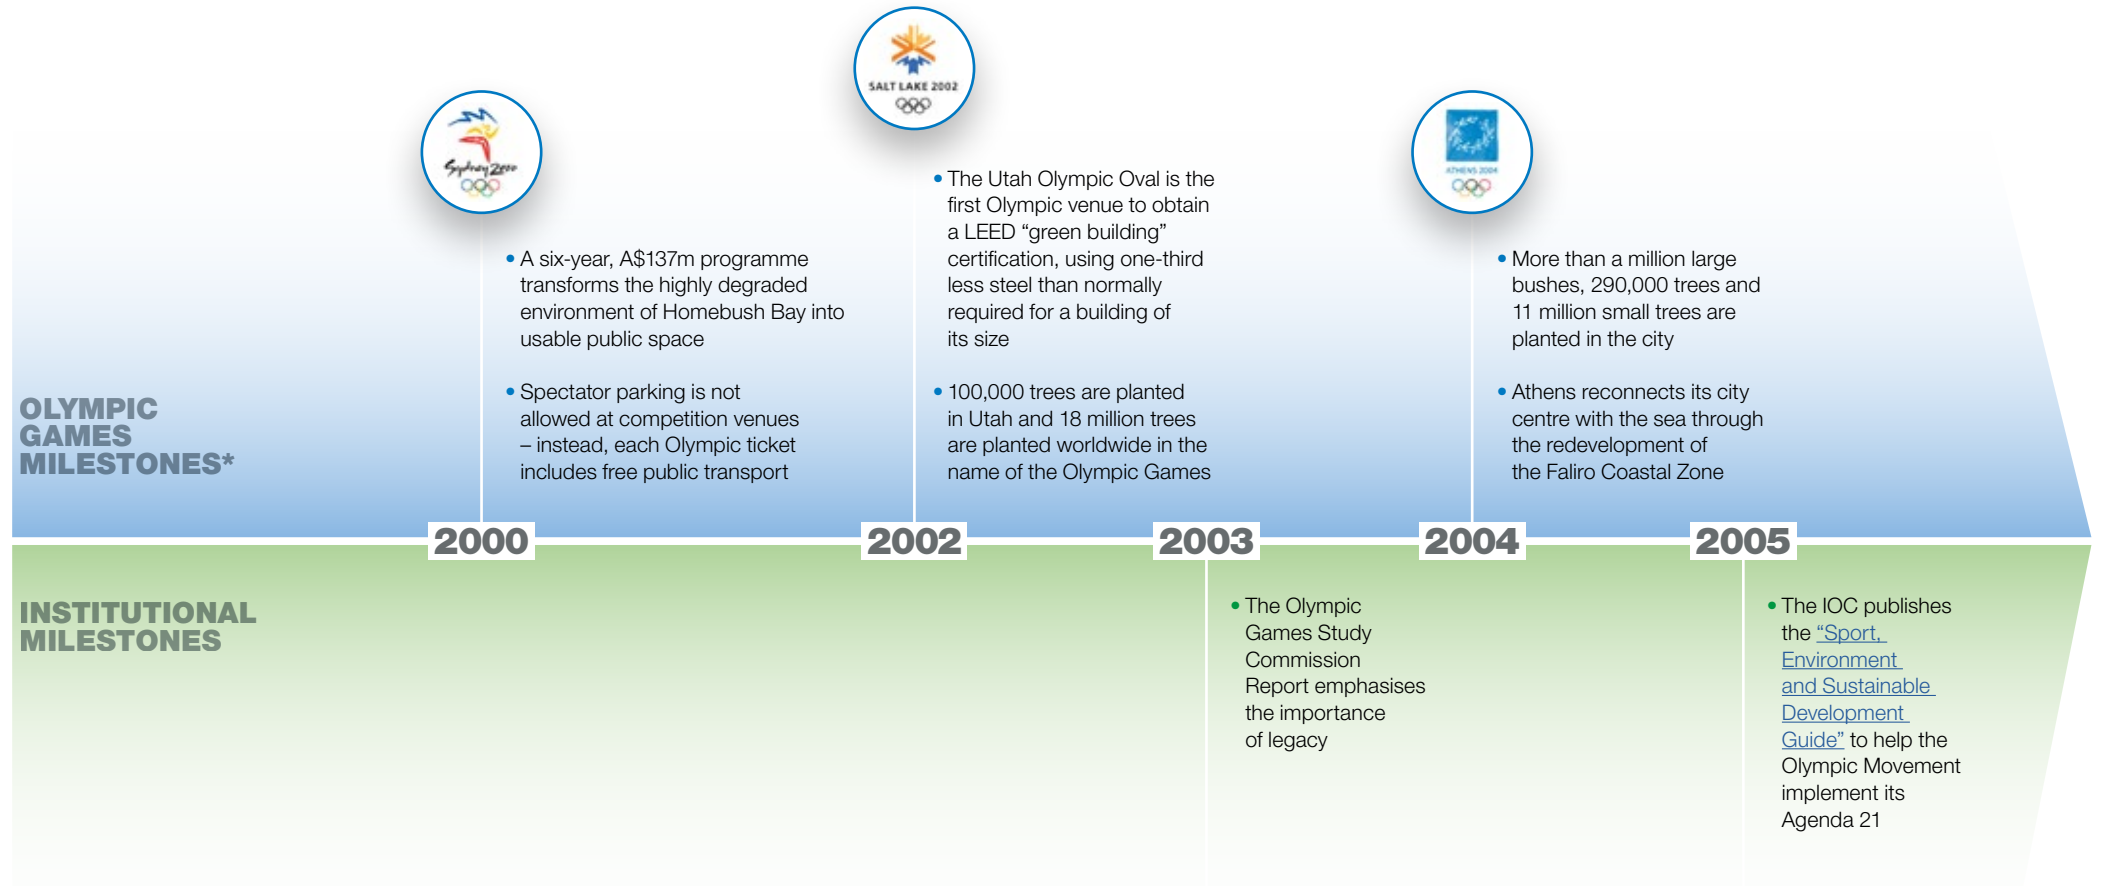 SALT LAKE 2002
Sydney 2000
ATHENS 2004
• A six-year, A$137m programme
transforms the highly degraded
environment of Homebush Bay into
usable public space
• Spectator parking is not
allowed at competition venues
– instead, each Olympic ticket
includes free public transport
• The Utah Olympic Oval is the
first Olympic venue to obtain
a LEED “green building”
certification, using one-third
less steel than normally
required for a building of
its size
• 100,000 trees are planted
in Utah and 18 million trees
are planted worldwide in the
name of the Olympic Games
• More than a million large
bushes, 290,000 trees and
11 million small trees are
planted in the city
• Athens reconnects its city
centre with the sea through
the redevelopment of
the Faliro Coastal Zone
OLYMPIC
GAMES
MILESTONES*
2000
2002
2003
2004
2005
INSTITUTIONAL
MILESTONES
• The Olympic
Games Study
Commission
Report emphasises
the importance
of legacy
• The IOC publishes
the “Sport,
Environment
and Sustainable
Development
Guide” to help the
Olympic Movement
implement its
Agenda 21